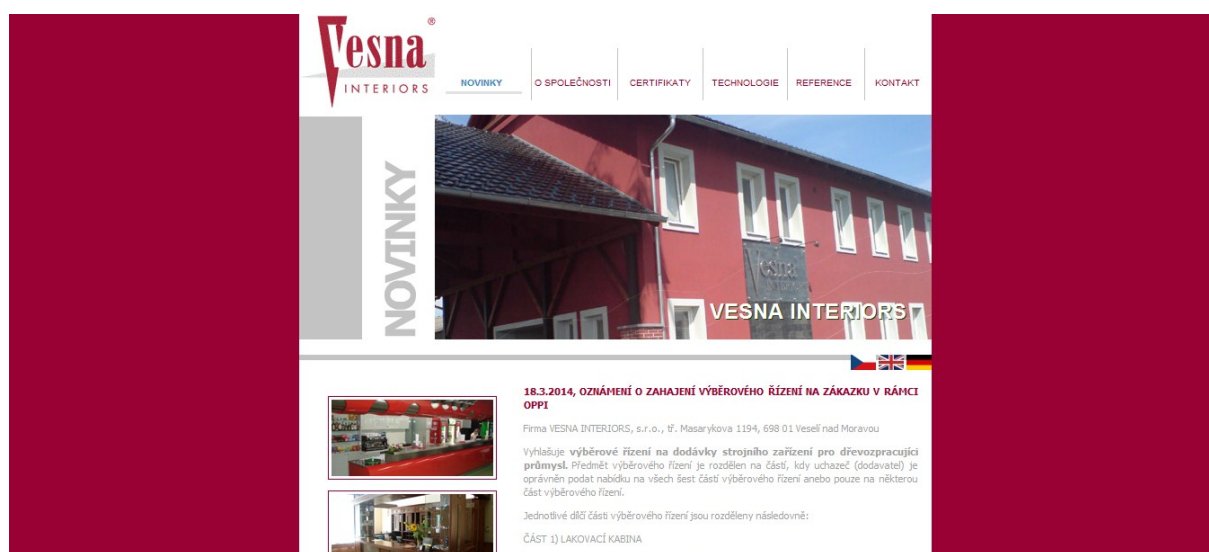 Vesna®
INTERIORS
NOVINKY
O SPOLEČNOSTI
CERTIFIKATY
TECHNOLOGIE
REFERENCE
KONTAKT
NOVINKY
Vesna
VESNA INTERIORS
18.3.2014, OZNÁMENÍ O ZAHAJENÍ VÝBĚROVÉHO ŘÍZENÍ NA ZÁKAZKU V RÁMCI
OPPI
Firma VESNA INTERIORS, s.r.o., tř. Masarykova 1194, 698 01 Veselí nad Moravou
Vyhlašuje výběrové řízení na dodávky strojního zařízení pro dřevozpracující
průmysl. Předmět výběrového řízení je rozdělen na částí, kdy uchazeč (dodavatel) je
oprávněn podat nabídku na všech šest částí výběrového řízení anebo pouze na některou
část výběrového řízení.
Jednotlivé dílčí části výběrového řízení jsou rozděleny následovně:
ČÁST 1) LAKOVACÍ KABINA